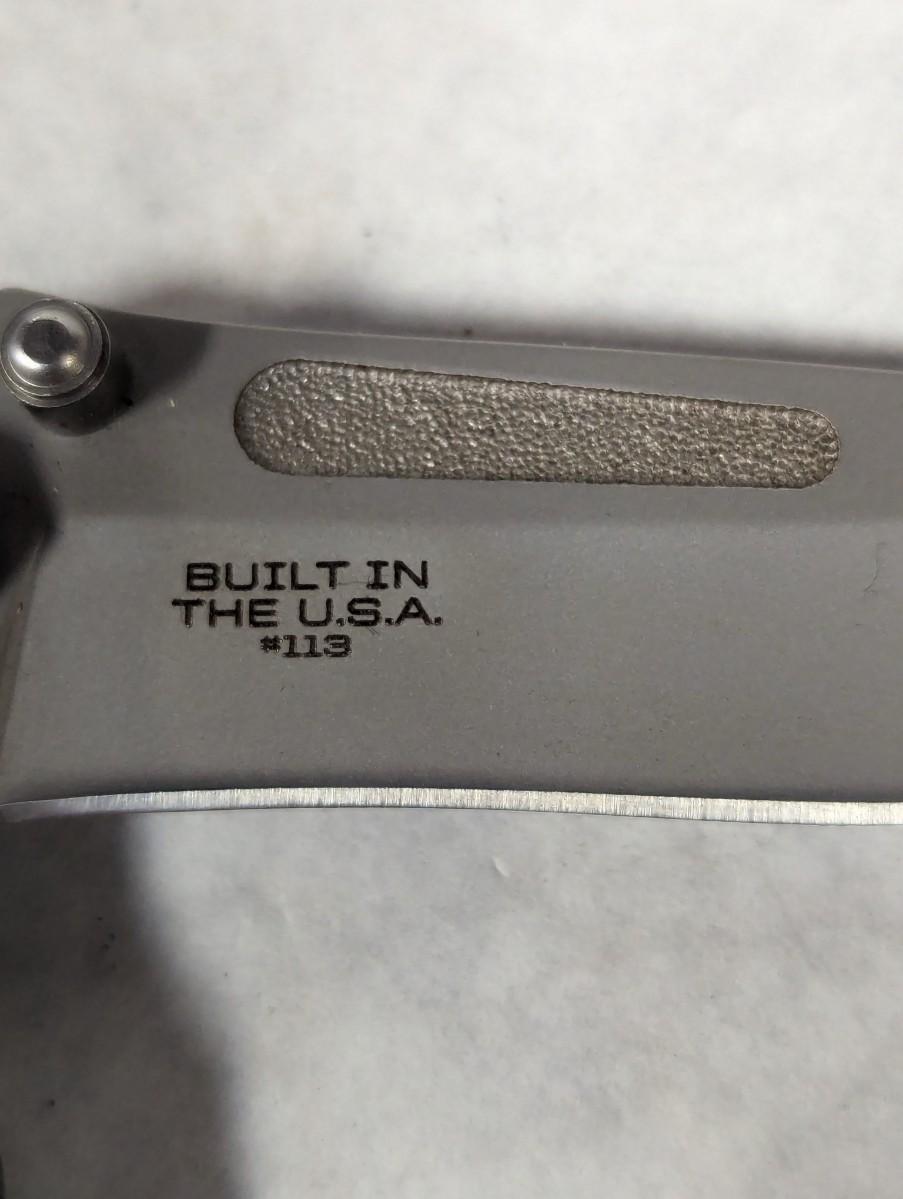 BUILT IN
THE U.S.A.
#113